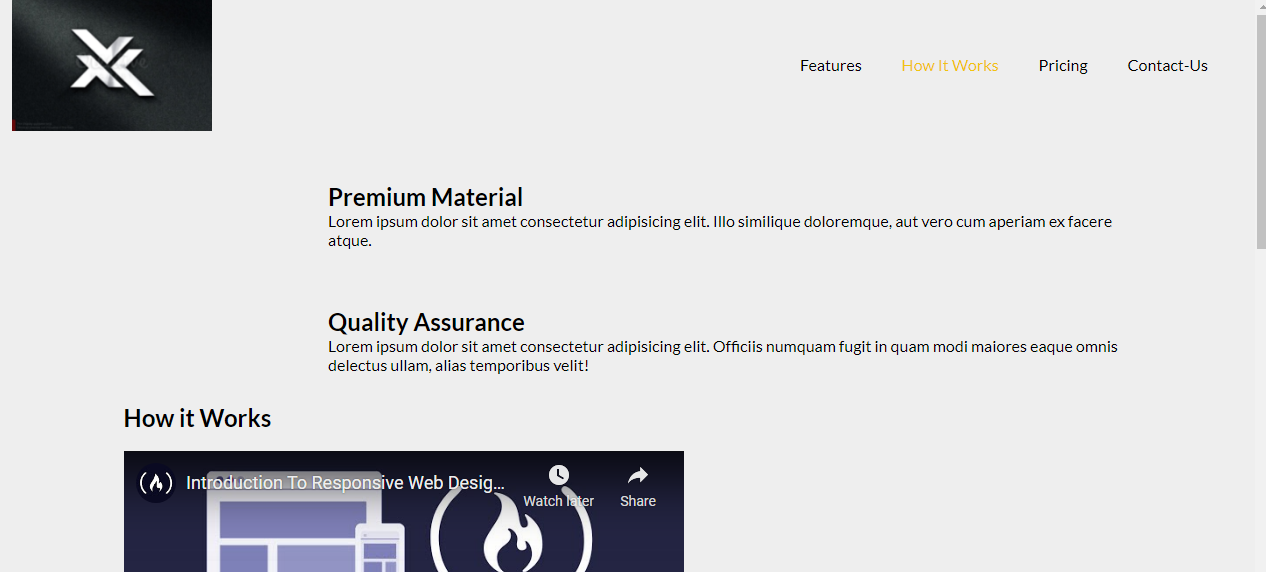 Features
How It Works
Pricing
Contact-Us
Premium Material
Lorem ipsum dolor sit amet consectetur adipisicing elit. Illo similique doloremque, aut vero cum aperiam ex facere
atque.
Quality Assurance
Lorem ipsum dolor sit amet consectetur adipisicing elit. Officiis numquam fugit in quam modi maiores eaque omnis
delectus ullam, alias temporibus velit!
How it Works
Introduction To Responsive Web Desig...
Watch later
Share